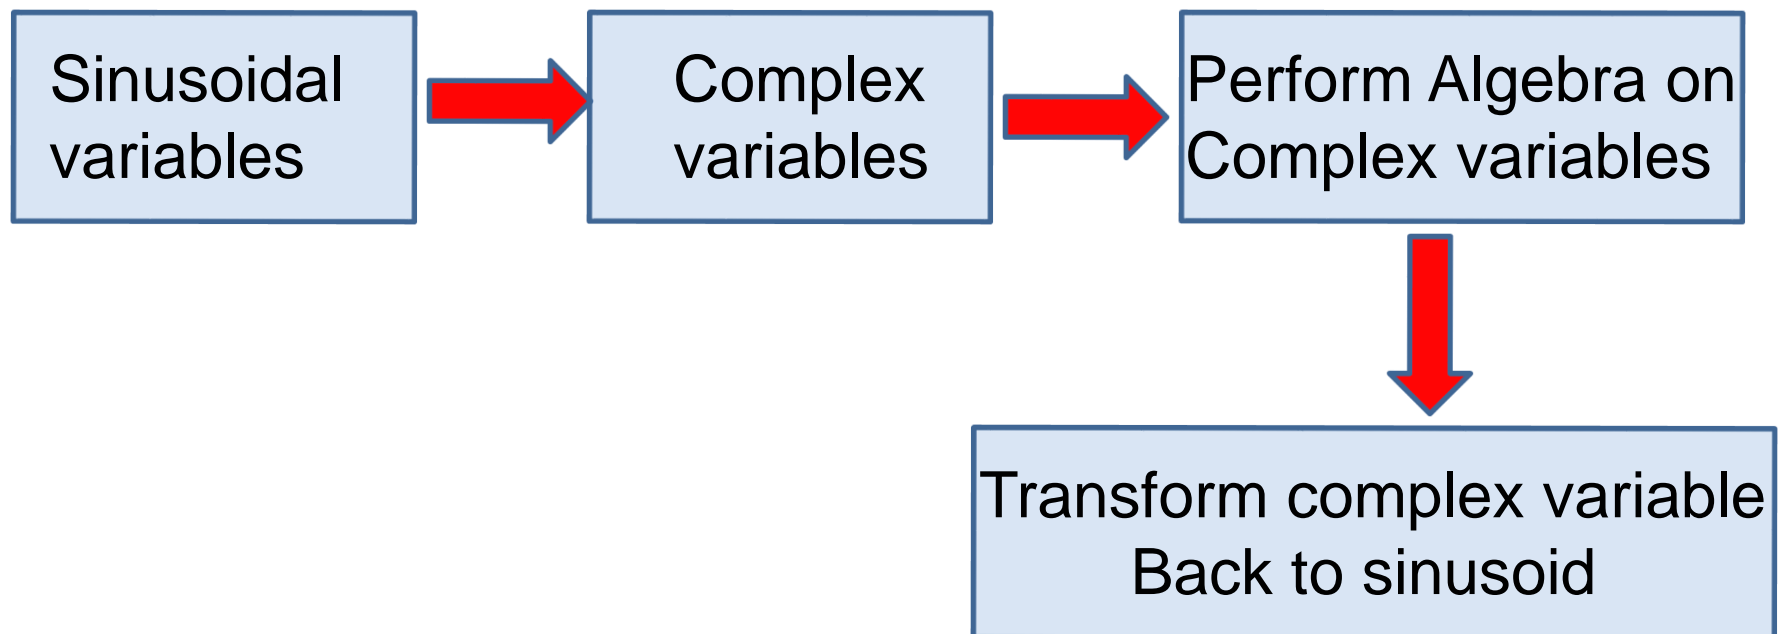 Sinusoidal
variables
Complex
variables
Perform Algebra on
Complex variables
Transform complex variable
Back to sinusoid